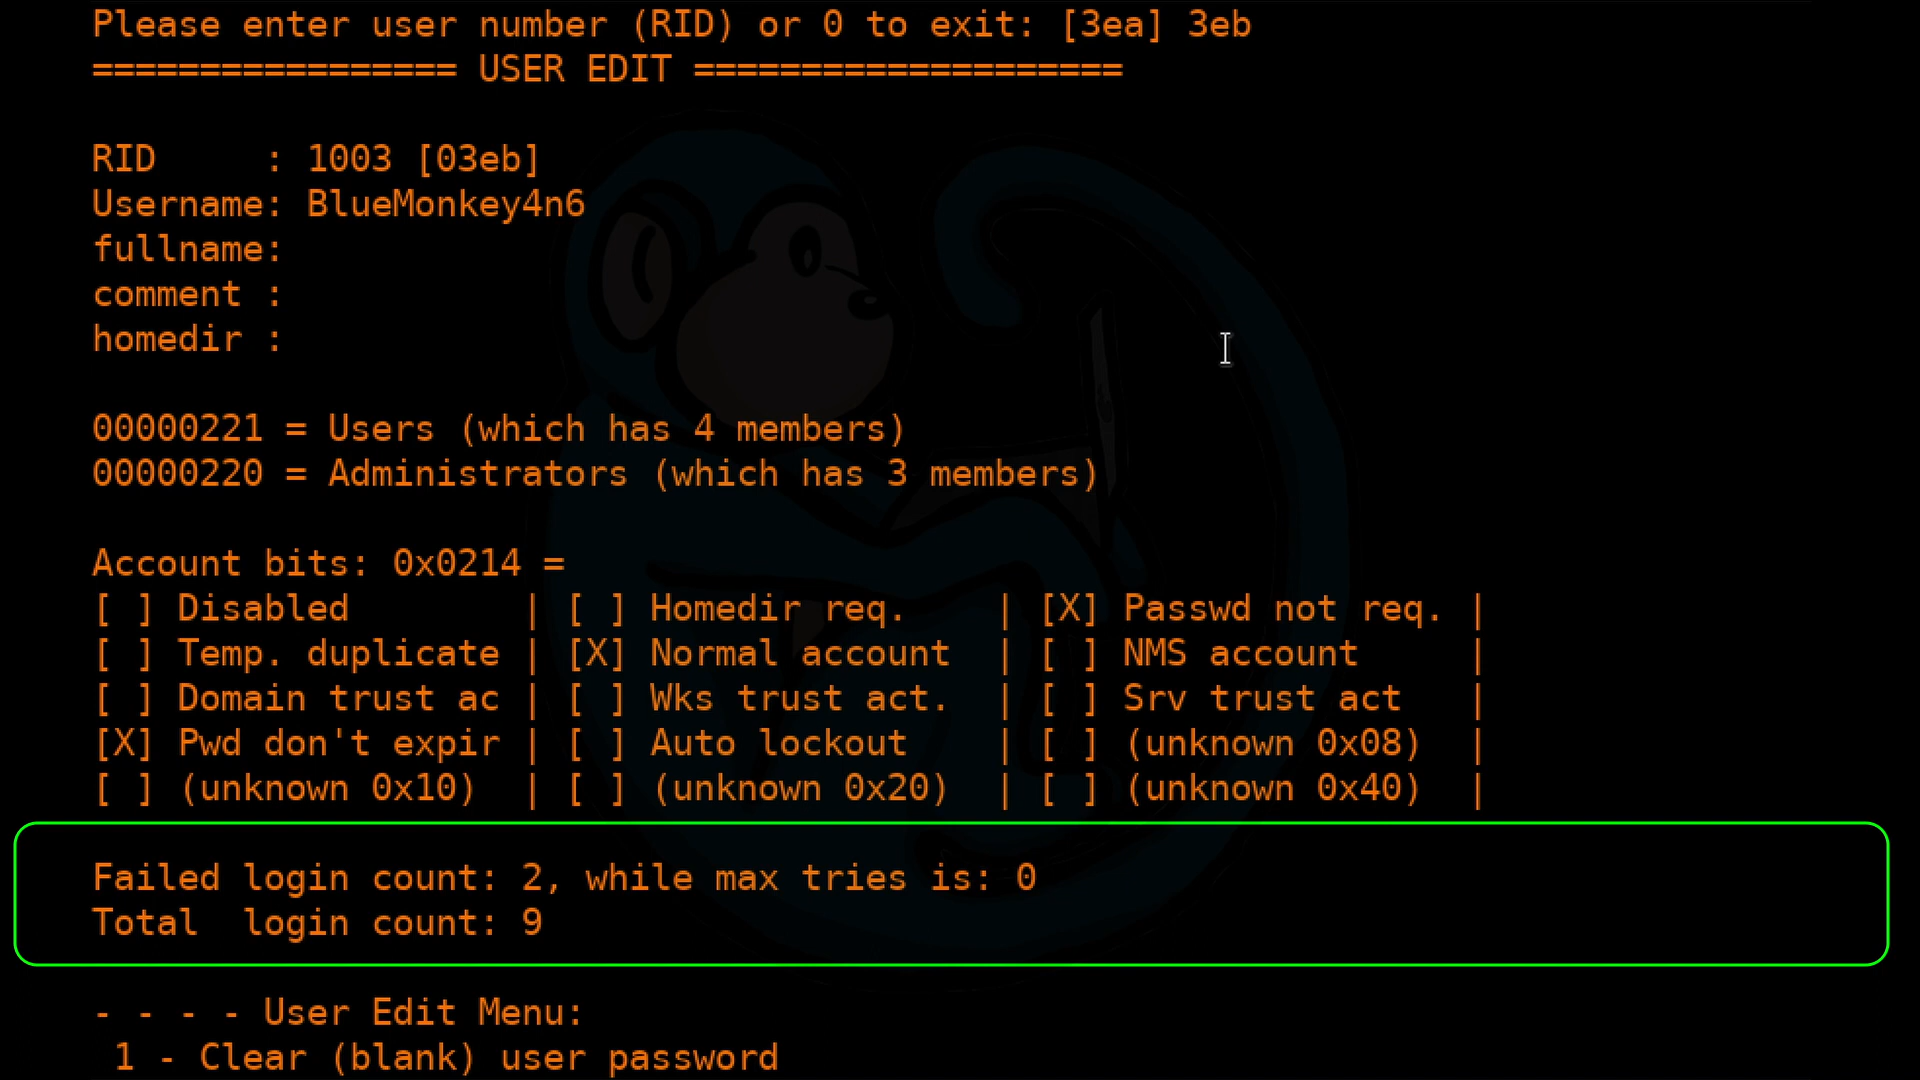 Please enter user number (RID) or 0 to exit: [3ea] 3eb
================= USER EDIT ====================
RID     : 1003 [03eb]
Username: BlueMonkey4n6
fullname:
comment :
homedir :
00000221 = Users (which has 4 members)
00000220 = Administrators (which has 3 members)
Account bits: 0x0214 =
[ ] Disabled        | [ ] Homedir req.    | [X] Passwd not req. |
[ ] Temp. duplicate | [X] Normal account  | [ ] NMS account     |
[ ] Domain trust ac | [ ] Wks trust act.  | [ ] Srv trust act   |
[X] Pwd don't expir | [ ] Auto lockout    | [ ] (unknown 0x08)  |
[ ] (unknown 0x10)  | [ ] (unknown 0x20)  | [ ] (unknown 0x40)  |
Failed login count: 2, while max tries is: 0
Total  login count: 9
- - - - User Edit Menu:
 1 - Clear (blank) user password